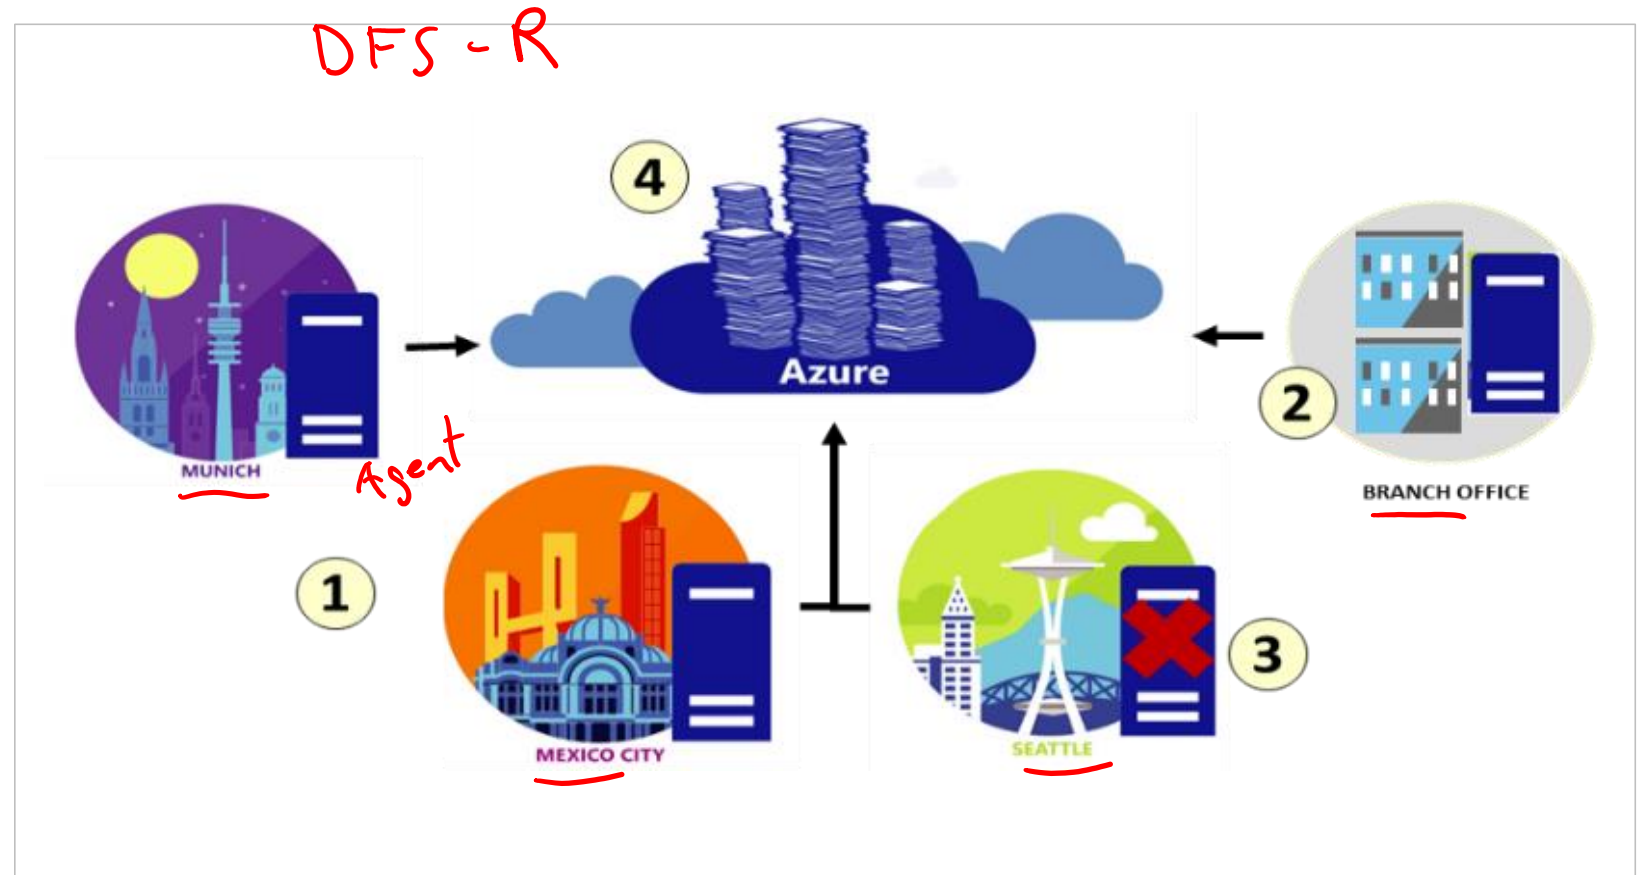 DFS-R
4
Azure
2
MUNICH
Agent
BRANCH OFFICE
1
3
MEXICO CITY
SEATTLE